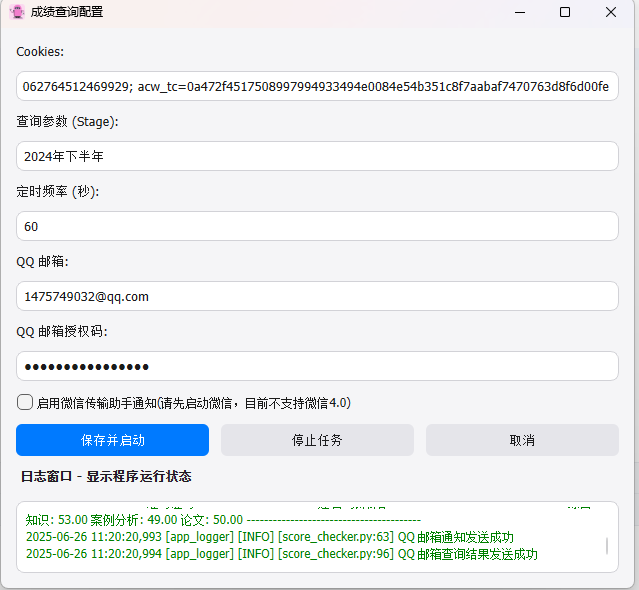 成绩查询配置
Cookies:
062764512469929; acw_tc=0a472f4517508997994933494e0084e54b351c8f7aabaf7470763d8f6d00fe
查询参数 (Stage):
2024年下半年
定时频率 (秒):
60
QQ 邮箱:
1475749032@qq.com
QQ 邮箱授权码:
●●●●●●●●●●●●●●●●
启用微信传输助手通知(请先启动微信，目前不支持微信4.0)
保存并启动
停止任务
取消
日志窗口 - 显示程序运行状态
知识: 53.00 案例分析: 49.00 论文: 50.00 ----------------------------------------
2025-06-26 11:20:20,993 [app_logger] [INFO] [score_checker.py:63] QQ 邮箱通知发送成功
2025-06-26 11:20:20,994 [app_logger] [INFO] [score_checker.py:96] QQ 邮箱查询结果发送成功